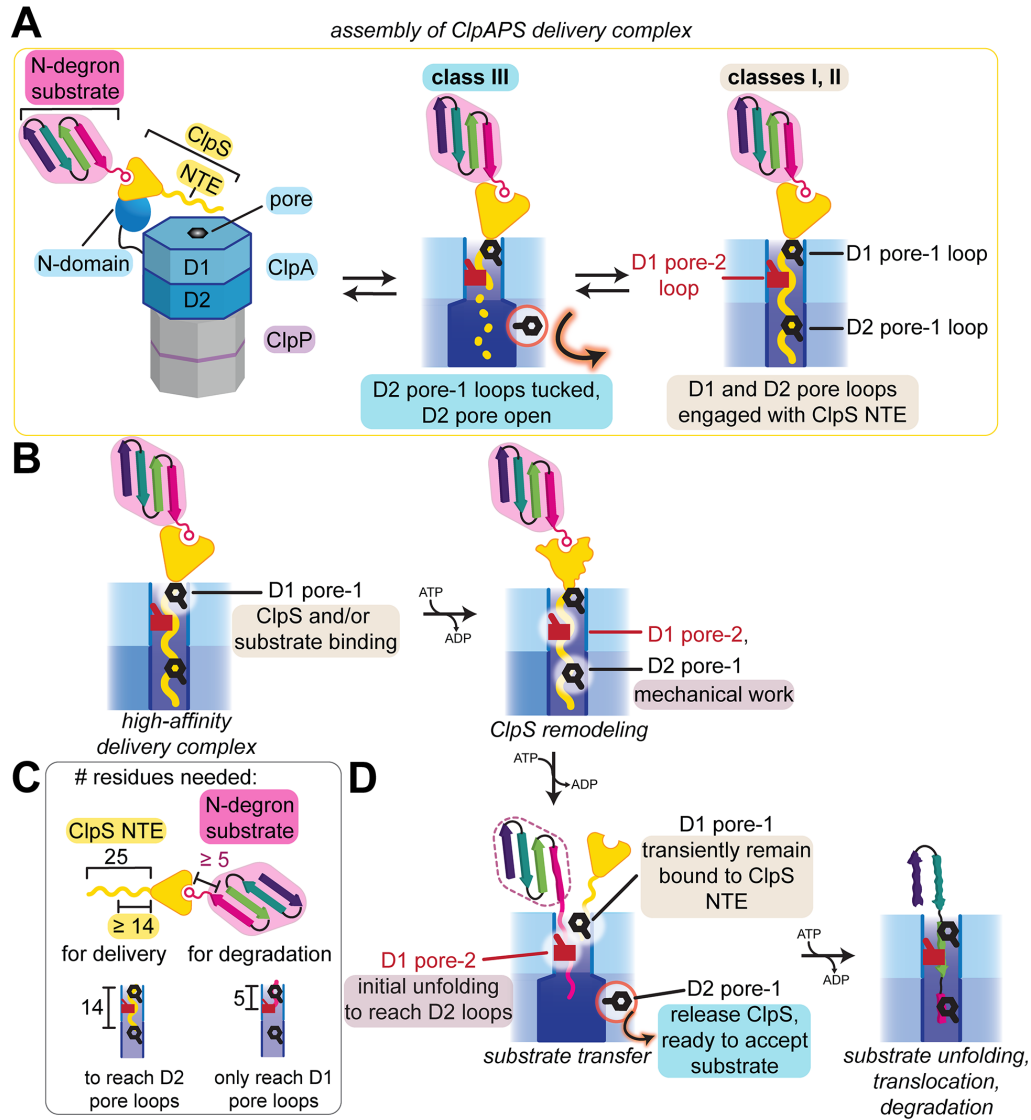 A
assembly of ClpAPS delivery complex
N-degron
substrate
ClpS
NTE
pore
N-domain
D1
D2
ClpA
ClpP
class III
D2 pore-1 loops tucked,
D2 pore open
classes I, II
D1 pore-2
loop
D1 pore-1 loop
D2 pore-1 loop
D1 and D2 pore loops
engaged with ClpS NTE
B
D1 pore-1
ClpS and/or
substrate binding
high-affinity
delivery complex
ATP
ADP
D1 pore-2,
D2 pore-1
mechanical work
ClpS remodeling
ATP
ADP
C
# residues needed:
N-degron
substrate
ClpS NTE
25
≥ 5
≥ 14
for delivery
for degradation
14
5
to reach D2
pore loops
only reach D1
pore loops
D
D1 pore-1
transiently remain
bound to ClpS
NTE
D1 pore-2
initial unfolding
to reach D2 loops
D2 pore-1
release ClpS,
ready to accept
substrate
substrate transfer
ATP
ADP
substrate unfolding,
translocation,
degradation